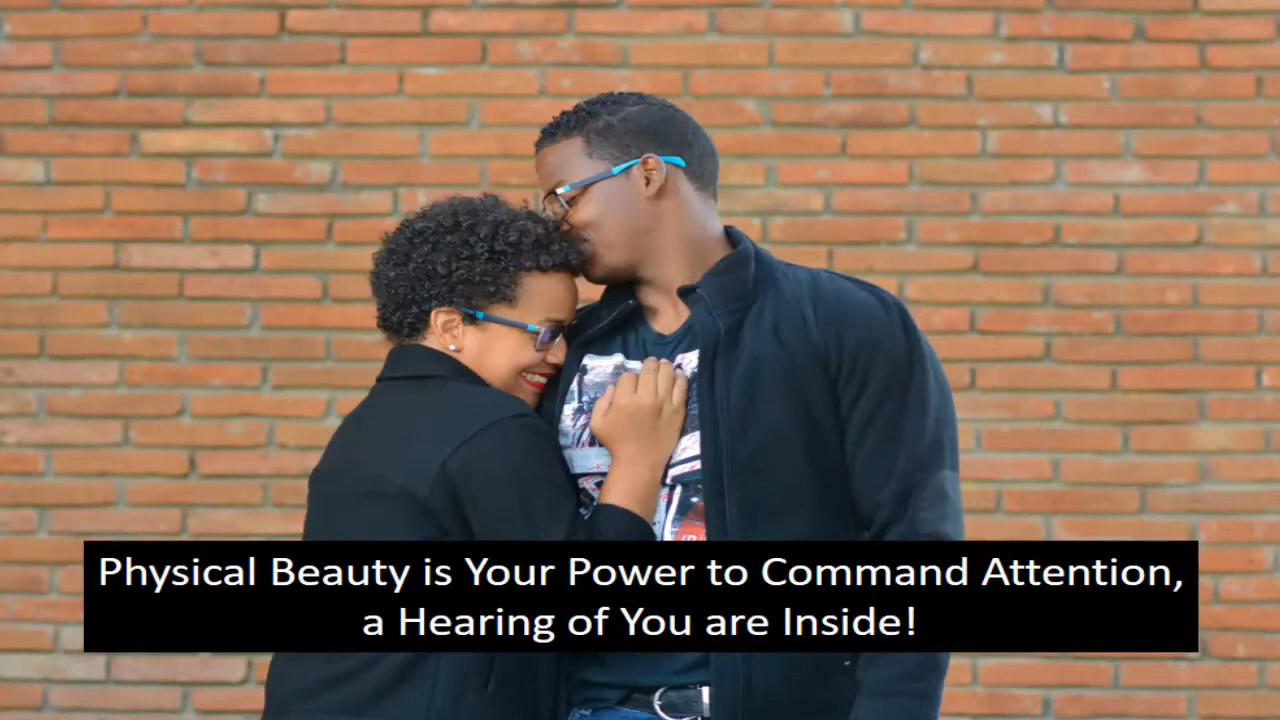 Physical Beauty is Your Power to Command Attention,
a Hearing of You are Inside!